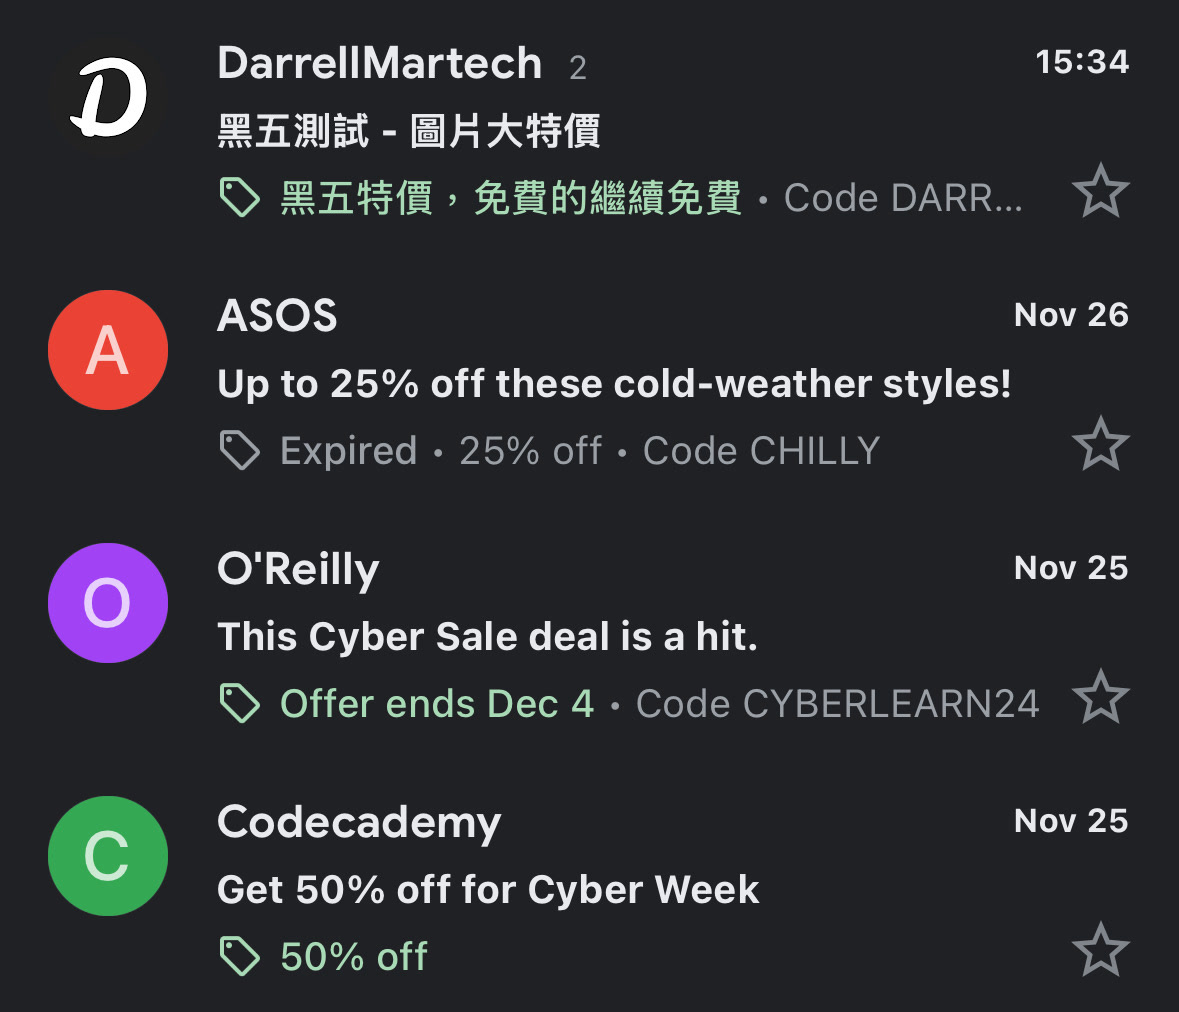 D
DarrellMartech 2 15:34
黑五測試 - 圖片大特價
黑五特價，免費的繼續免費 • Code DARR...
A
ASOS Nov 26
Up to 25% off these cold-weather styles!
Expired • 25% off • Code CHILLY
O
O'Reilly Nov 25
This Cyber Sale deal is a hit.
Offer ends Dec 4 • Code CYBERLEARN24
C
Codecademy Nov 25
Get 50% off for Cyber Week
50% off